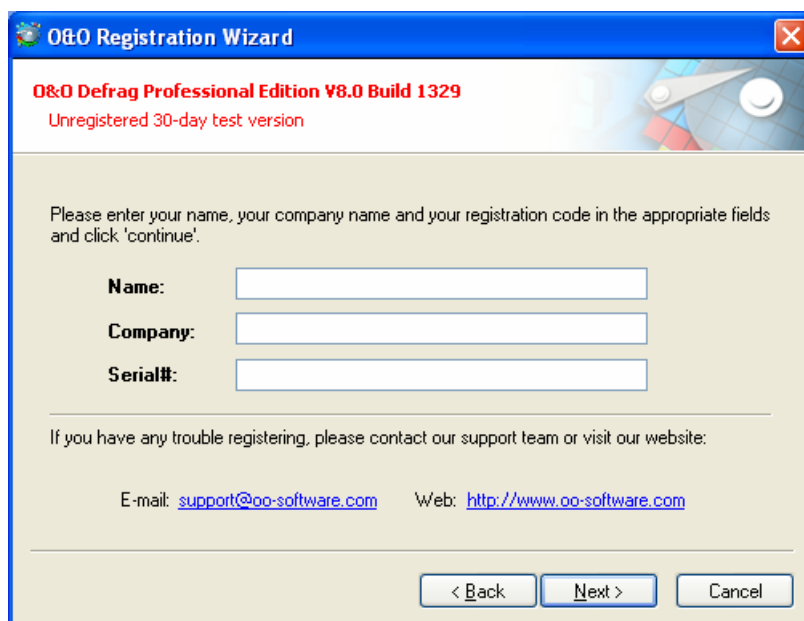 O&O Registration Wizard
O&O Defrag Professional Edition V8.0 Build 1329
Unregistered 30-day test version
Please enter your name, your company name and your registration code in the appropriate fields
and click 'continue'.
Name:
Company:
Serial#:
If you have any trouble registering, please contact our support team or visit our website:
E-mail: support@oo-software.com Web: http://www.oo-software.com
< Back Next > Cancel